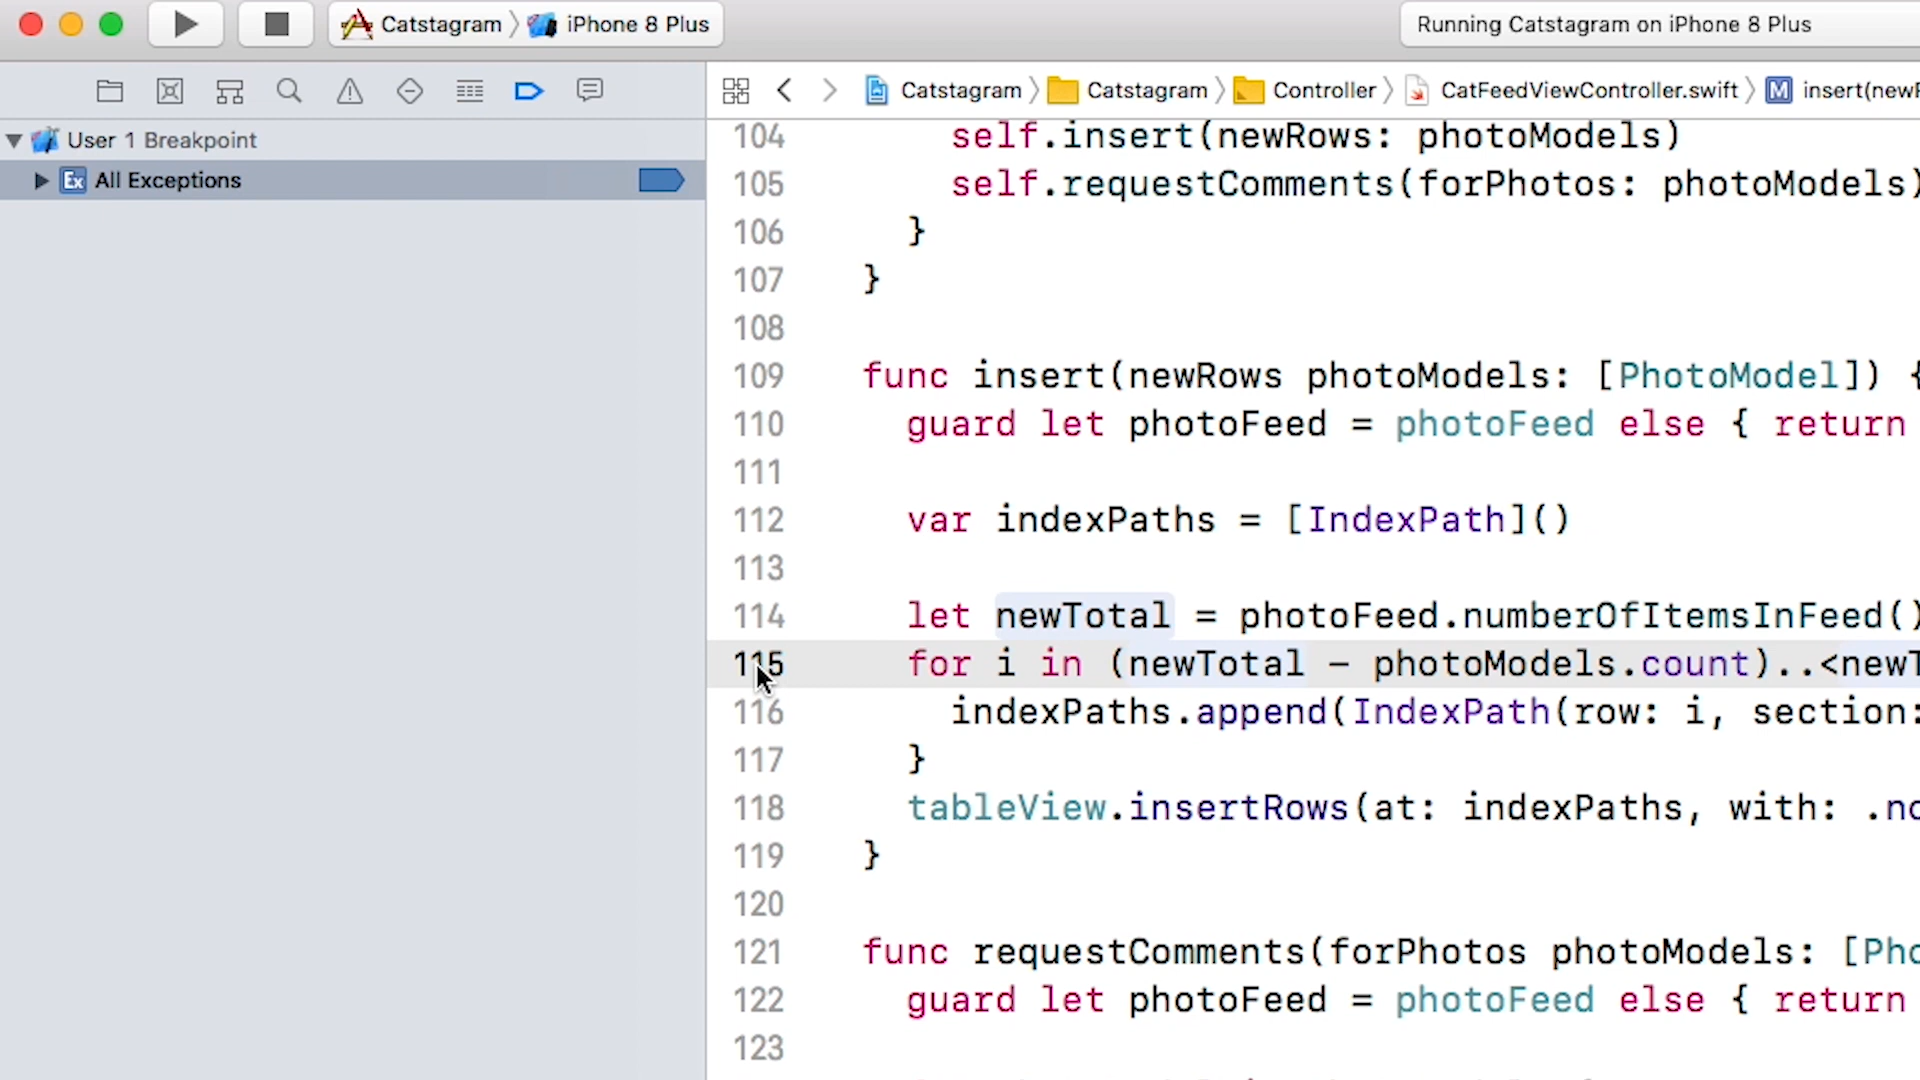 Catstagram 〉 iPhone 8 Plus
Running Catstagram on iPhone 8 Plus
Catstagram 〉 Catstagram 〉 Controller 〉 CatFeedViewController.swift 〉 M insert(newR
User 1 Breakpoint
Ex All Exceptions
104 self.insert(newRows: photoModels)
105 self.requestComments(forPhotos: photoModels)
106 }
107 }
108
109 func insert(newRows photoModels: [PhotoModel]) {
110 guard let photoFeed = photoFeed else { return
111
112 var indexPaths = [IndexPath]()
113
114 let newTotal = photoFeed.numberOfItemsInFeed()
115 for i in (newTotal - photoModels.count)..<newT
116 indexPaths.append(IndexPath(row: i, section:
117 }
118 tableView.insertRows(at: indexPaths, with: .no
119 }
120
121 func requestComments(forPhotos photoModels: [Pho
122 guard let photoFeed = photoFeed else { return
123